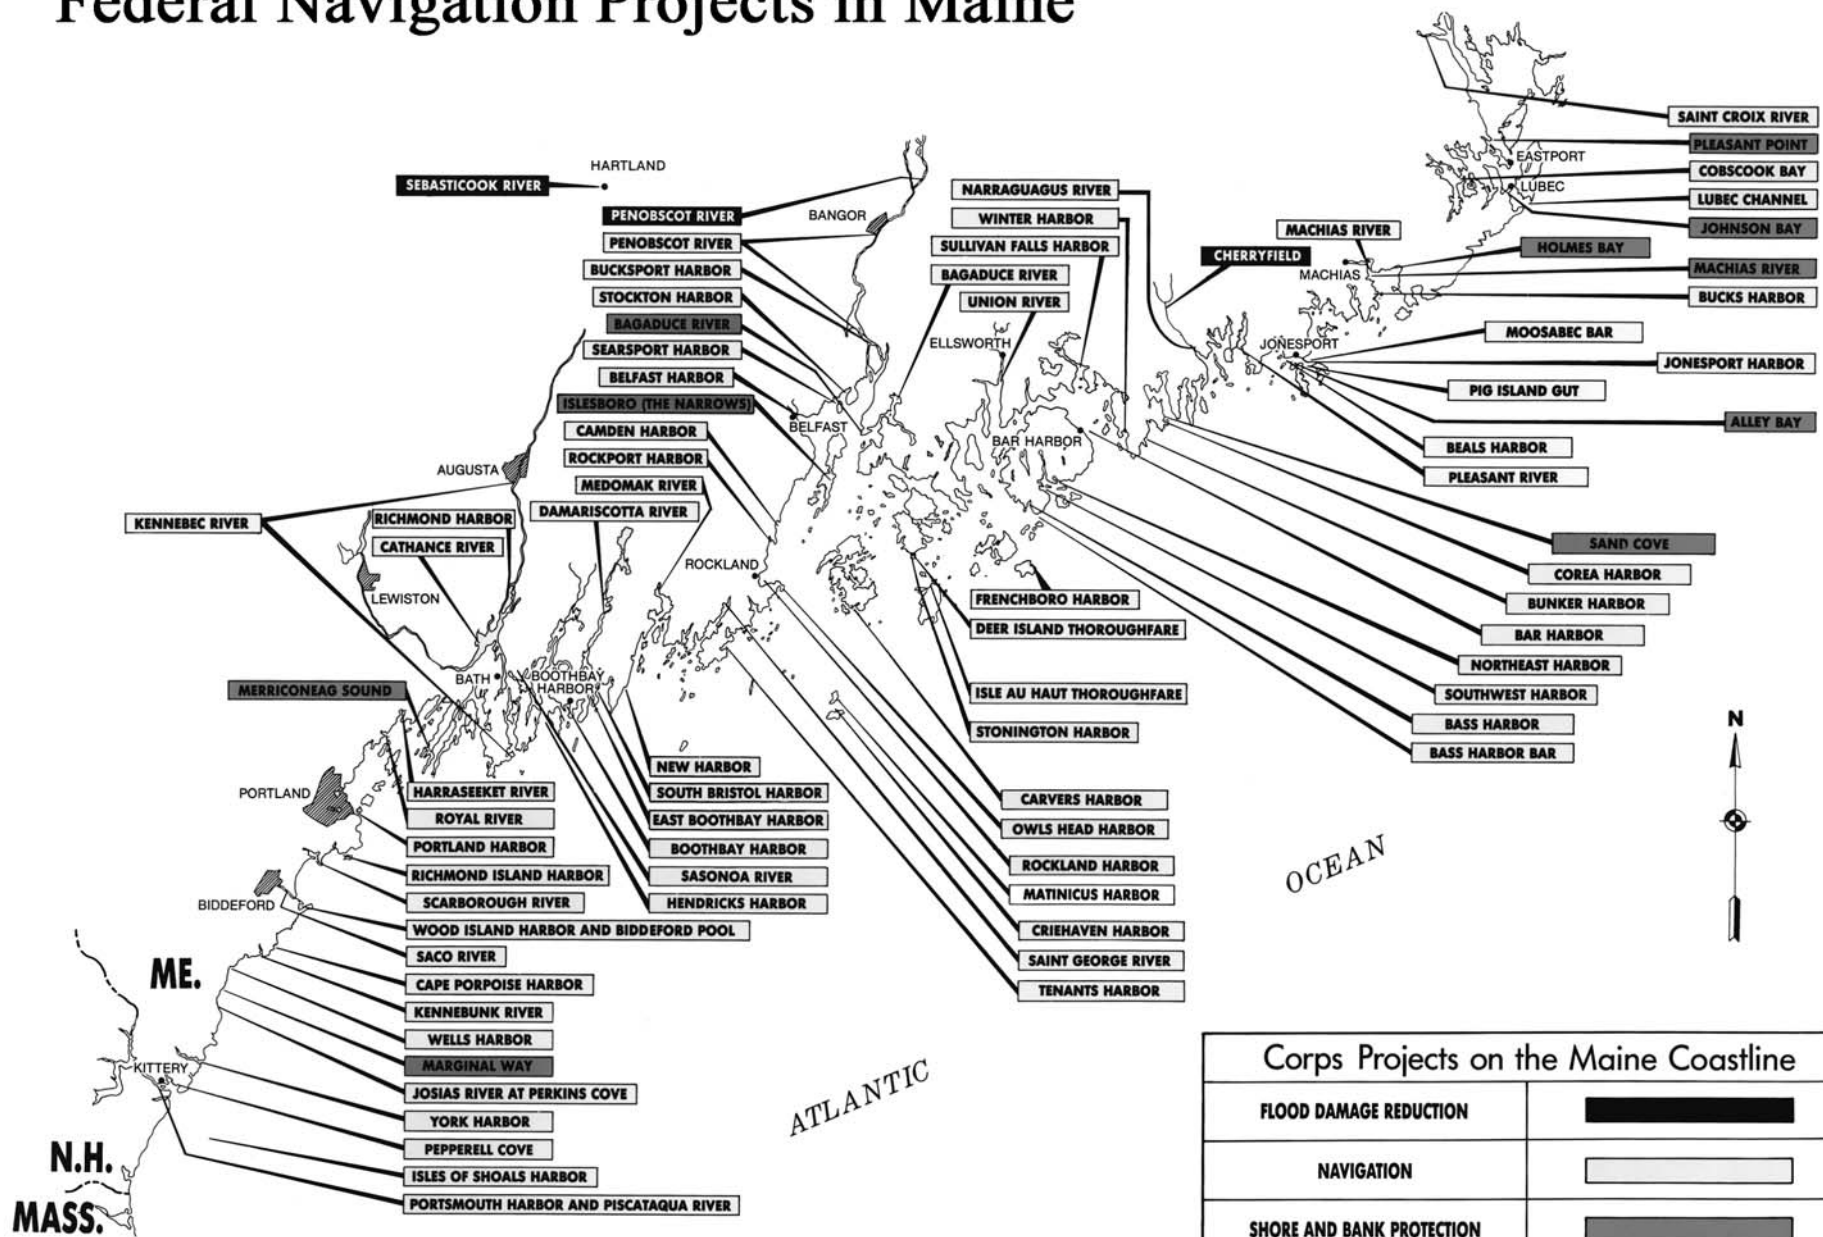 Federal Navigation Projects in Maine
SAINT CROIX RIVER
PLEASANT POINT
EASTPORT
COBSCOOK BAY
LUBEC
LUBEC CHANNEL
JOHNSON BAY
HARTLAND
SEBASTICOOK RIVER
PENOBSCOT RIVER
BANGOR
PENOBSCOT RIVER
BUCKSPORT HARBOR
STOCKTON HARBOR
BAGADUCE RIVER
SEARSPORT HARBOR
BELFAST HARBOR
ISLESBORO (THE NARROWS)
BELFAST
CAMDEN HARBOR
ROCKPORT HARBOR
MEDOMAK RIVER
DAMARISCOTTA RIVER
NARRAGUAGUS RIVER
WINTER HARBOR
SULLIVAN FALLS HARBOR
BAGADUCE RIVER
UNION RIVER
ELLSWORTH
BAR HARBOR
CHERRYFIELD
MACHIAS RIVER
MACHIAS
HOLMES BAY
MACHIAS RIVER
BUCKS HARBOR
MOOSABEC BAR
JONESPORT
JONESPORT HARBOR
PIG ISLAND GUT
ALLEY BAY
BEALS HARBOR
PLEASANT RIVER
SAND COVE
COREA HARBOR
BUNKER HARBOR
BAR HARBOR
NORTHEAST HARBOR
SOUTHWEST HARBOR
BASS HARBOR
BASS HARBOR BAR
AUGUSTA
KENNEBEC RIVER
RICHMOND HARBOR
CATHANCE RIVER
LEWISTON
ROCKLAND
FRENCHBORO HARBOR
DEER ISLAND THOROUGHFARE
ISLE AU HAUT THOROUGHFARE
STONINGTON HARBOR
BATH
BOOTHBAY
HARBOR
MERRICONEAG SOUND
NEW HARBOR
SOUTH BRISTOL HARBOR
EAST BOOTHBAY HARBOR
BOOTHBAY HARBOR
SASONOA RIVER
HENDRICKS HARBOR
CARVERS HARBOR
OWLS HEAD HARBOR
ROCKLAND HARBOR
MATINICUS HARBOR
CRIEHAVEN HARBOR
SAINT GEORGE RIVER
TENANTS HARBOR
PORTLAND
HARRASEEKET RIVER
ROYAL RIVER
PORTLAND HARBOR
RICHMOND ISLAND HARBOR
SCARBOROUGH RIVER
BIDDEFORD
WOOD ISLAND HARBOR AND BIDDEFORD POOL
SACO RIVER
CAPE PORPOISE HARBOR
KENNEBUNK RIVER
WELLS HARBOR
MARGINAL WAY
JOSIAS RIVER AT PERKINS COVE
YORK HARBOR
PEPPERELL COVE
ISLES OF SHOALS HARBOR
PORTSMOUTH HARBOR AND PISCATAQUA RIVER
KITTERY
ME.
N.H.
MASS.
ATLANTIC
OCEAN
N
Corps Projects on the Maine Coastline
FLOOD DAMAGE REDUCTION
NAVIGATION
SHORE AND BANK PROTECTION